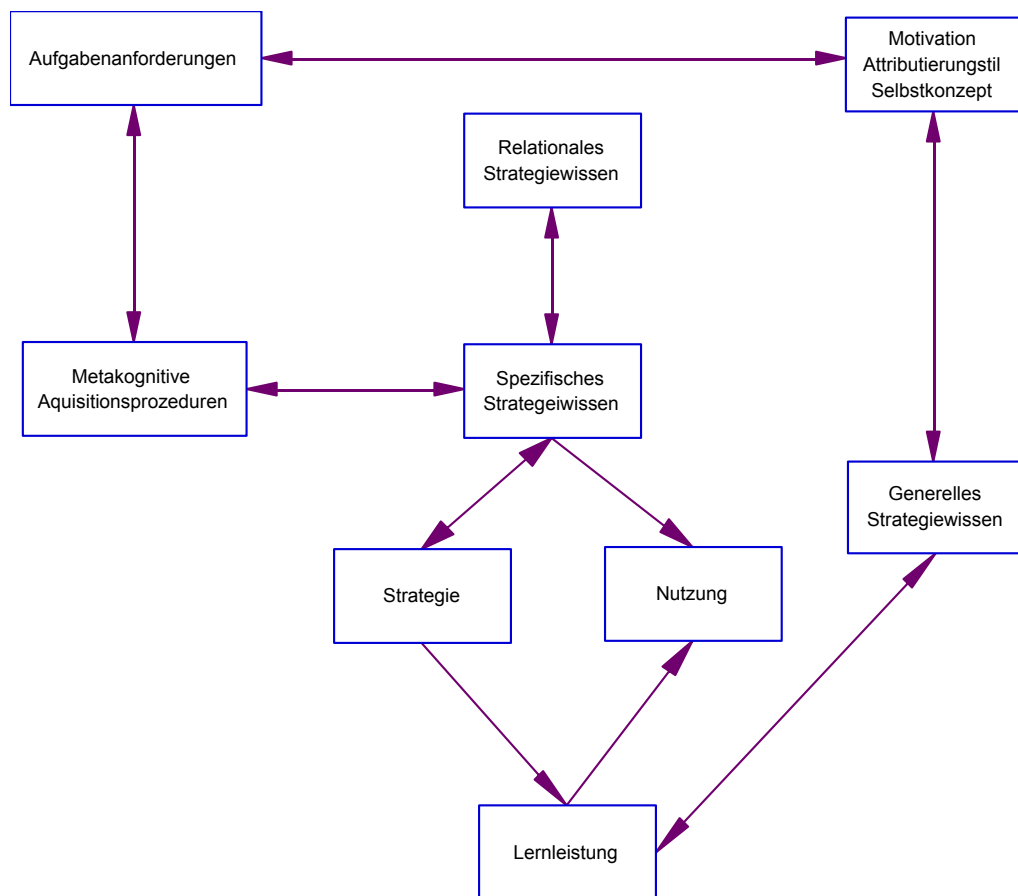 Aufgabenanforderungen
Motivation
Attributierungstil
Selbstkonzept
Relationales
Strategiewissen
Metakognitive
Aquisitionsprozeduren
Spezifisches
Strategeiwissen
Generelles
Strategiewissen
Strategie
Nutzung
Lernleistung